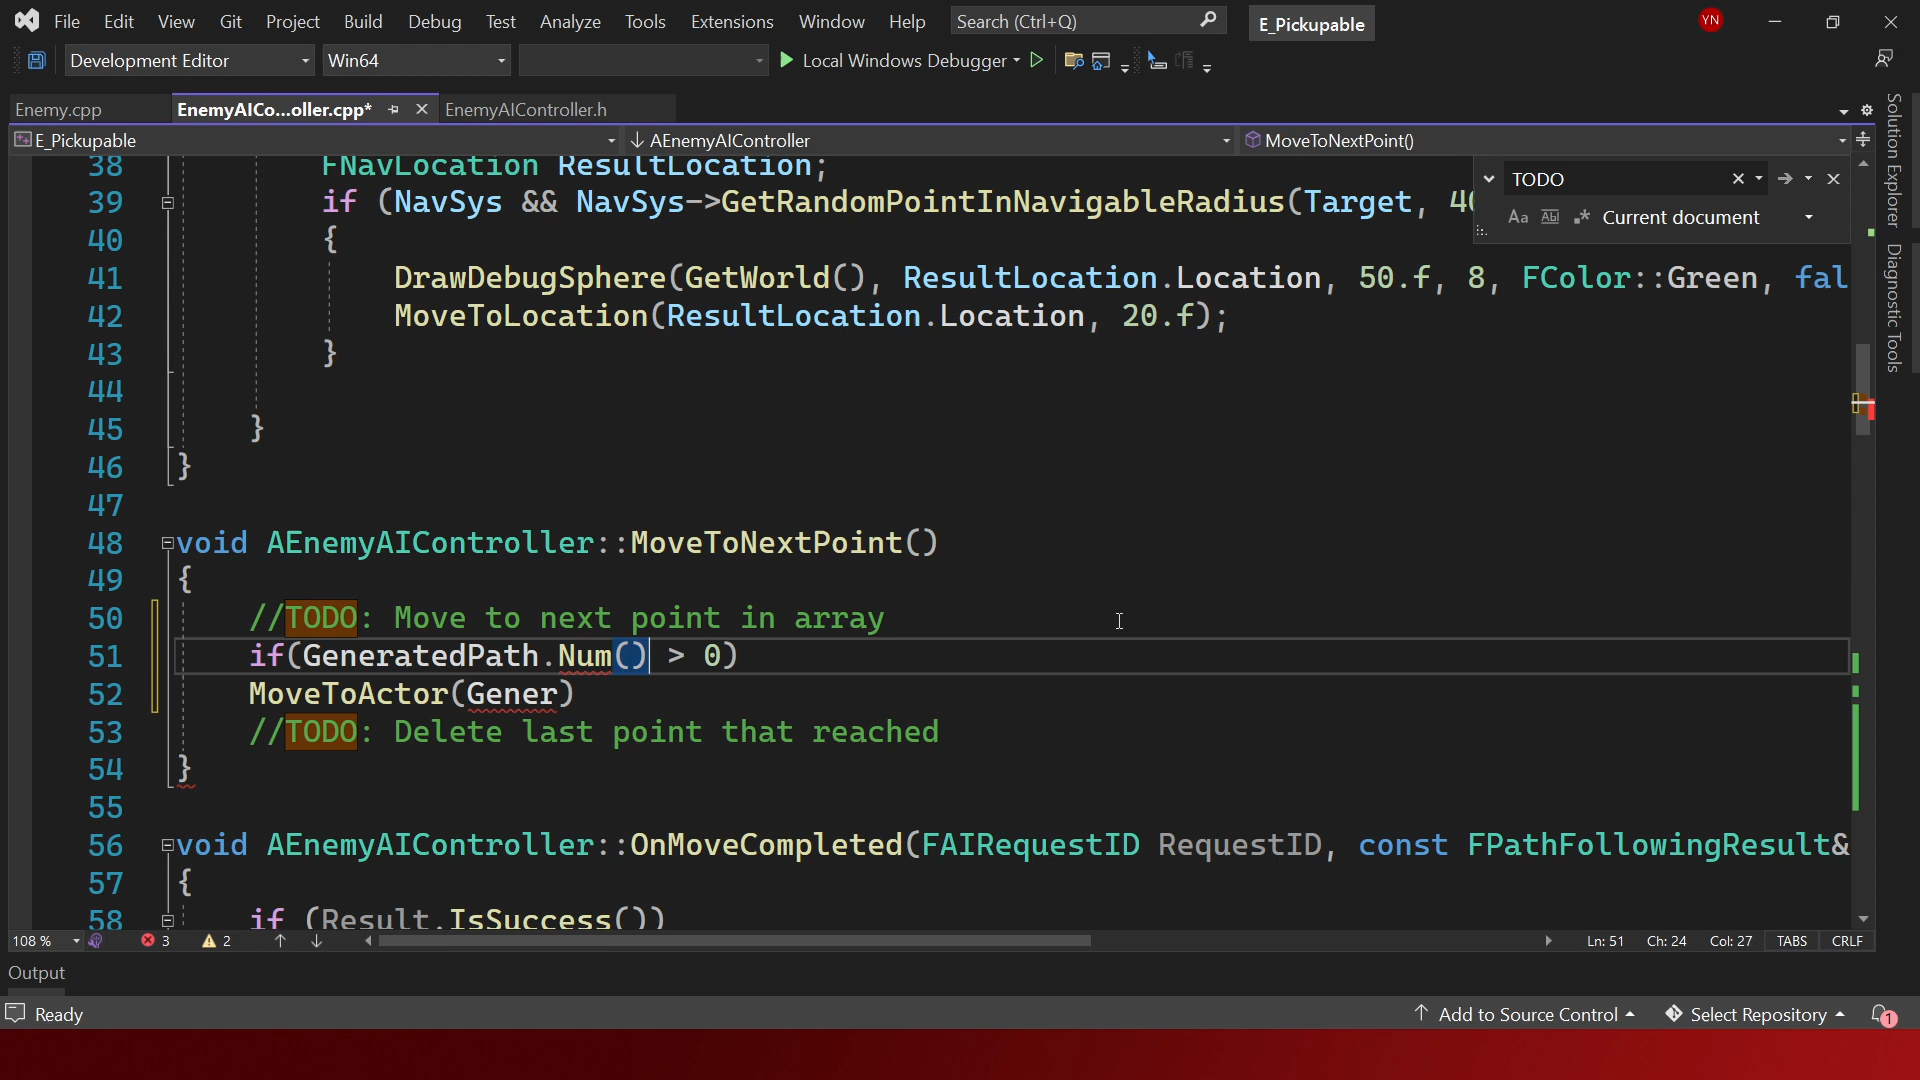 File Edit View Git Project Build Debug Test Analyze Tools Extensions Window Help Search (Ctrl+Q) E_Pickupable YN
Development Editor Win64 Local Windows Debugger
Enemy.cpp EnemyAICo...oller.cpp* EnemyAIController.h
E_Pickupable AEnemyAIController MoveToNextPoint()
38 FNavLocation ResultLocation;
39 if (NavSys && NavSys->GetRandomPointInNavigableRadius(Target, 40
40 {
41 DrawDebugSphere(GetWorld(), ResultLocation.Location, 50.f, 8, FColor::Green, fal
42 MoveToLocation(ResultLocation.Location, 20.f);
43 }
44
45 }
46 }
47
48 void AEnemyAIController::MoveToNextPoint()
49 {
50 //TODO: Move to next point in array
51 if(GeneratedPath.Num() > 0)
52 MoveToActor(Gener)
53 //TODO: Delete last point that reached
54 }
55
56 void AEnemyAIController::OnMoveCompleted(FAIRequestID RequestID, const FPathFollowingResult&
57 {
58 if (Result.IsSuccess())
TODO
Aa Abl .* Current document
Solution Explorer
Diagnostic Tools
108 % 3 2 Ln: 51 Ch: 24 Col: 27 TABS CRLF
Output
Ready Add to Source Control Select Repository 1